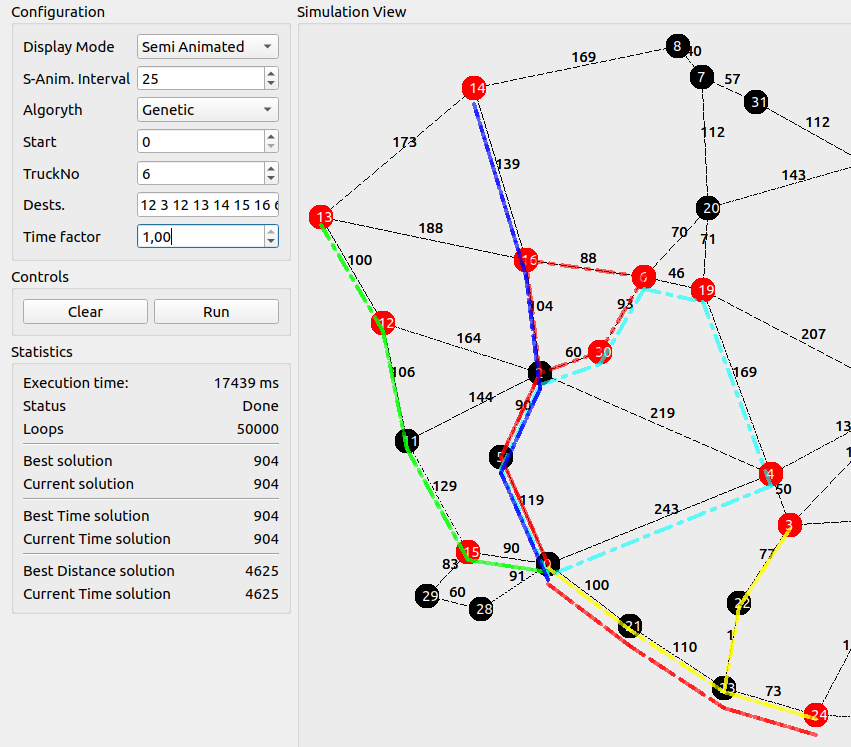 Configuration
Display Mode Semi Animated
S-Anim. Interval 25
Algoryth Genetic
Start 0
TruckNo 6
Dests. 12 3 12 13 14 15 16 6
Time factor 1,00
Controls
Clear Run
Statistics
Execution time: 17439 ms
Status Done
Loops 50000
Best solution 904
Current solution 904
Best Time solution 904
Current Time solution 904
Best Distance solution 4625
Current Time solution 4625
Simulation View
8 40
169
7 57
14
31
112
112
173
139
143
20
13
188
70 71
100
16 88
6 46
19
104
93
12
164
60 30
207
106
169
144
90
219
11
13
5
4
50
129
119
243
3
15 90
77
83
91
100
29 60
28
22
21
110
1
23
73
24
1